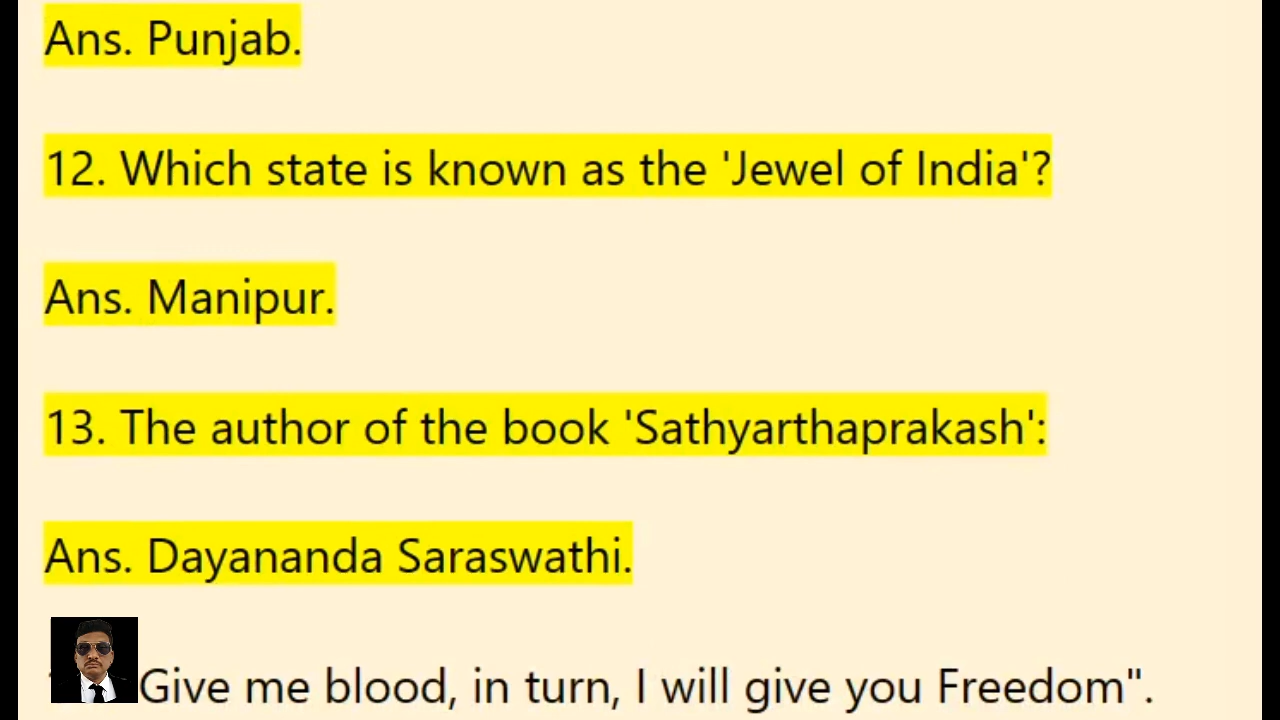 Ans. Punjab.
12. Which state is known as the 'Jewel of India'?
Ans. Manipur.
13. The author of the book 'Sathyarthaprakash':
Ans. Dayananda Saraswathi.
Give me blood, in turn, I will give you Freedom".